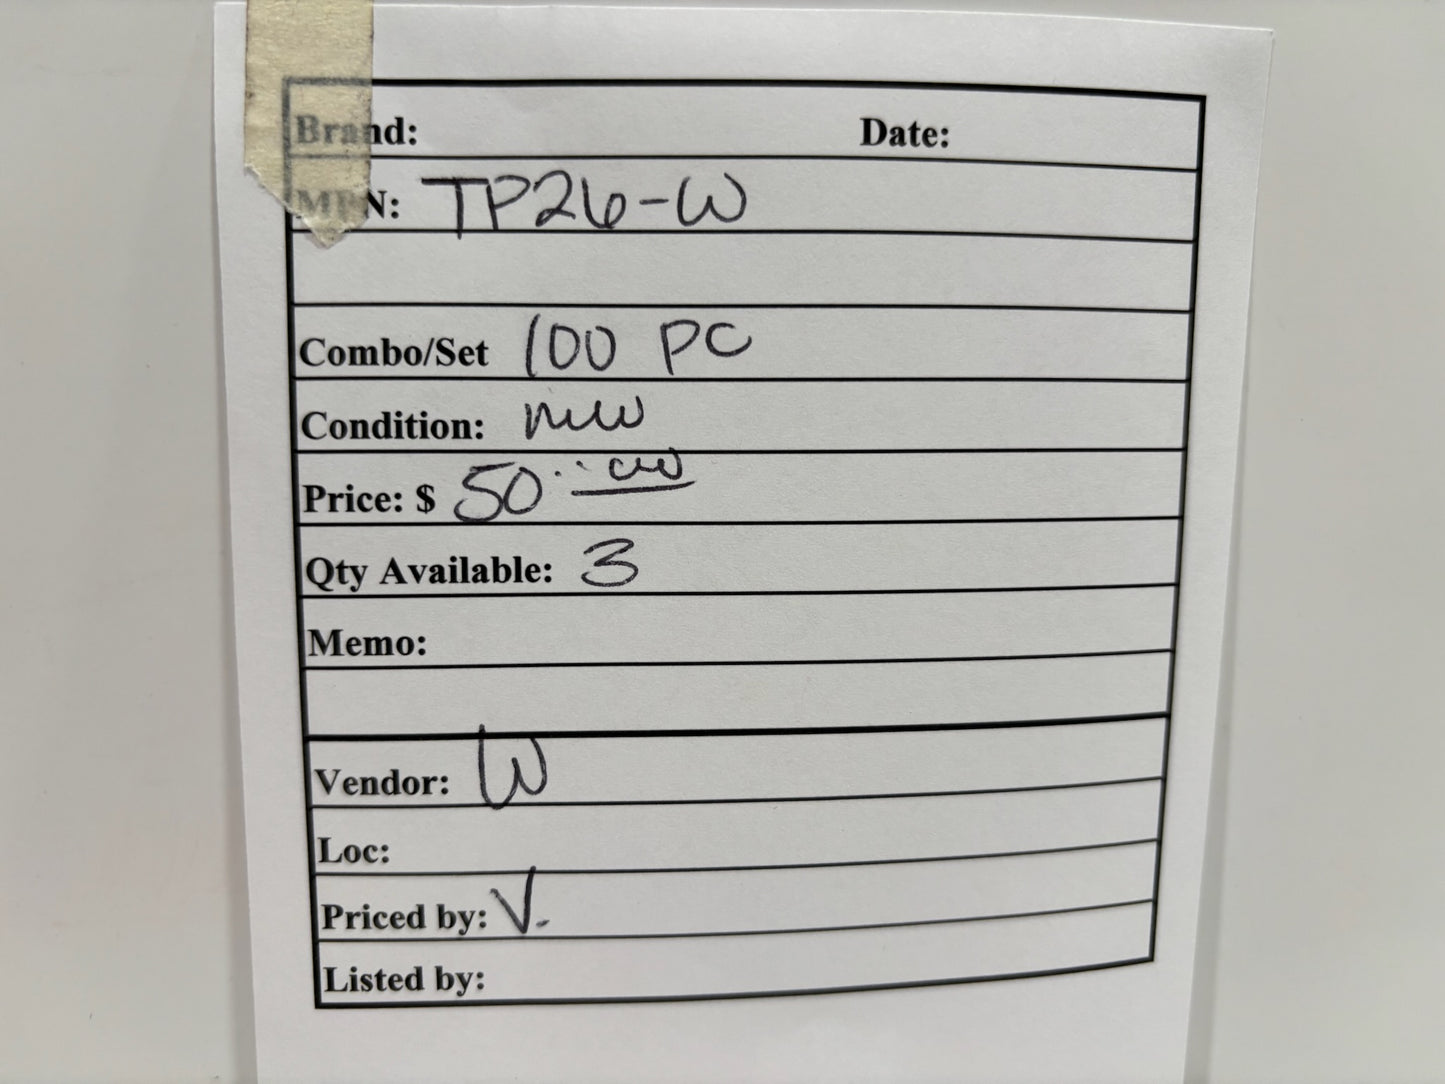 Brand: Date:
MPN: TP26-W
Combo/Set 100 PC
Condition: new
Price: $ 50.00
Qty Available: 3
Memo:
Vendor: W
Loc:
Priced by: V.
Listed by: